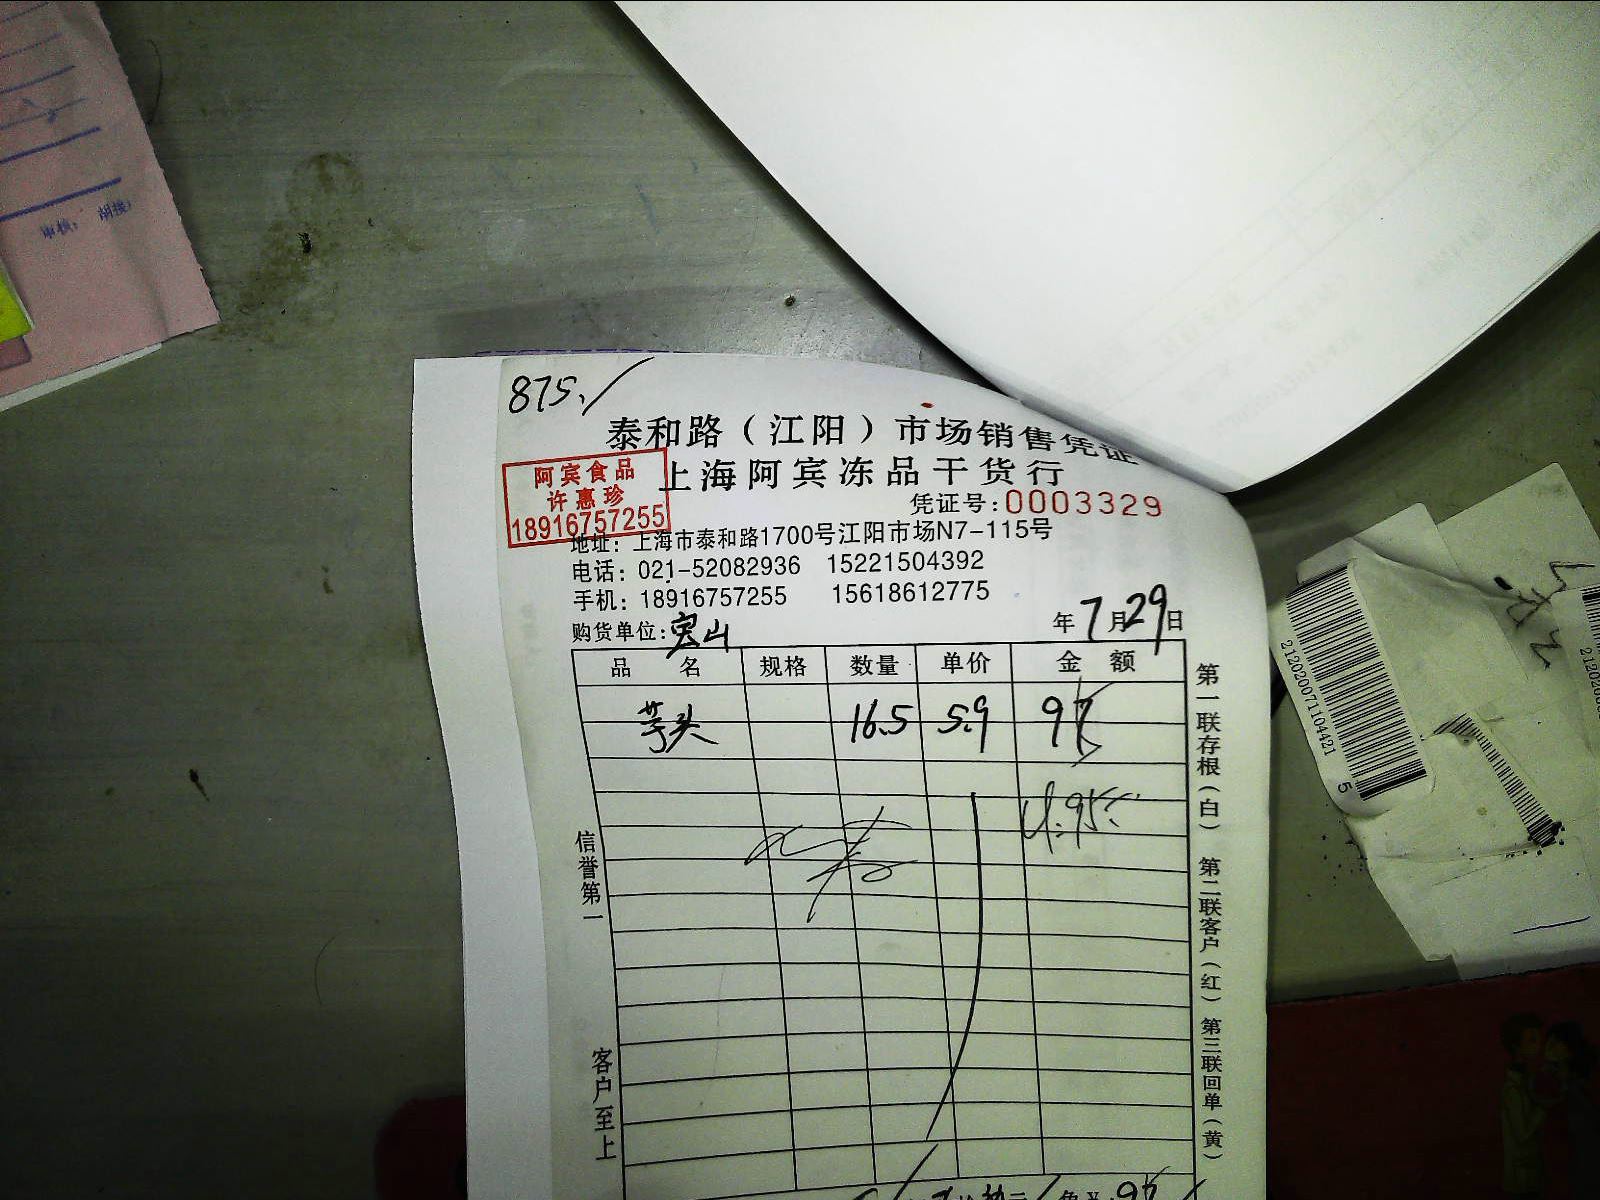 审核:
875.
泰和路（江阳）市场销售凭证
上海阿宾冻品干货行
阿宾食品
许惠珍
18916757255
凭证号:0003329
地址：上海市泰和路1700号江阳市场N7-115号
电话：021-52082936 15221504392
手机：18916757255 15618612775
购货单位:宝山
年7月29日
品 名 规格 数量 单价 金 额
芋头 16.5 5.9 97
信誉第一
客户至上
第一联存根（白） 第二联客户（红） 第三联回单（黄）
2120200711044215